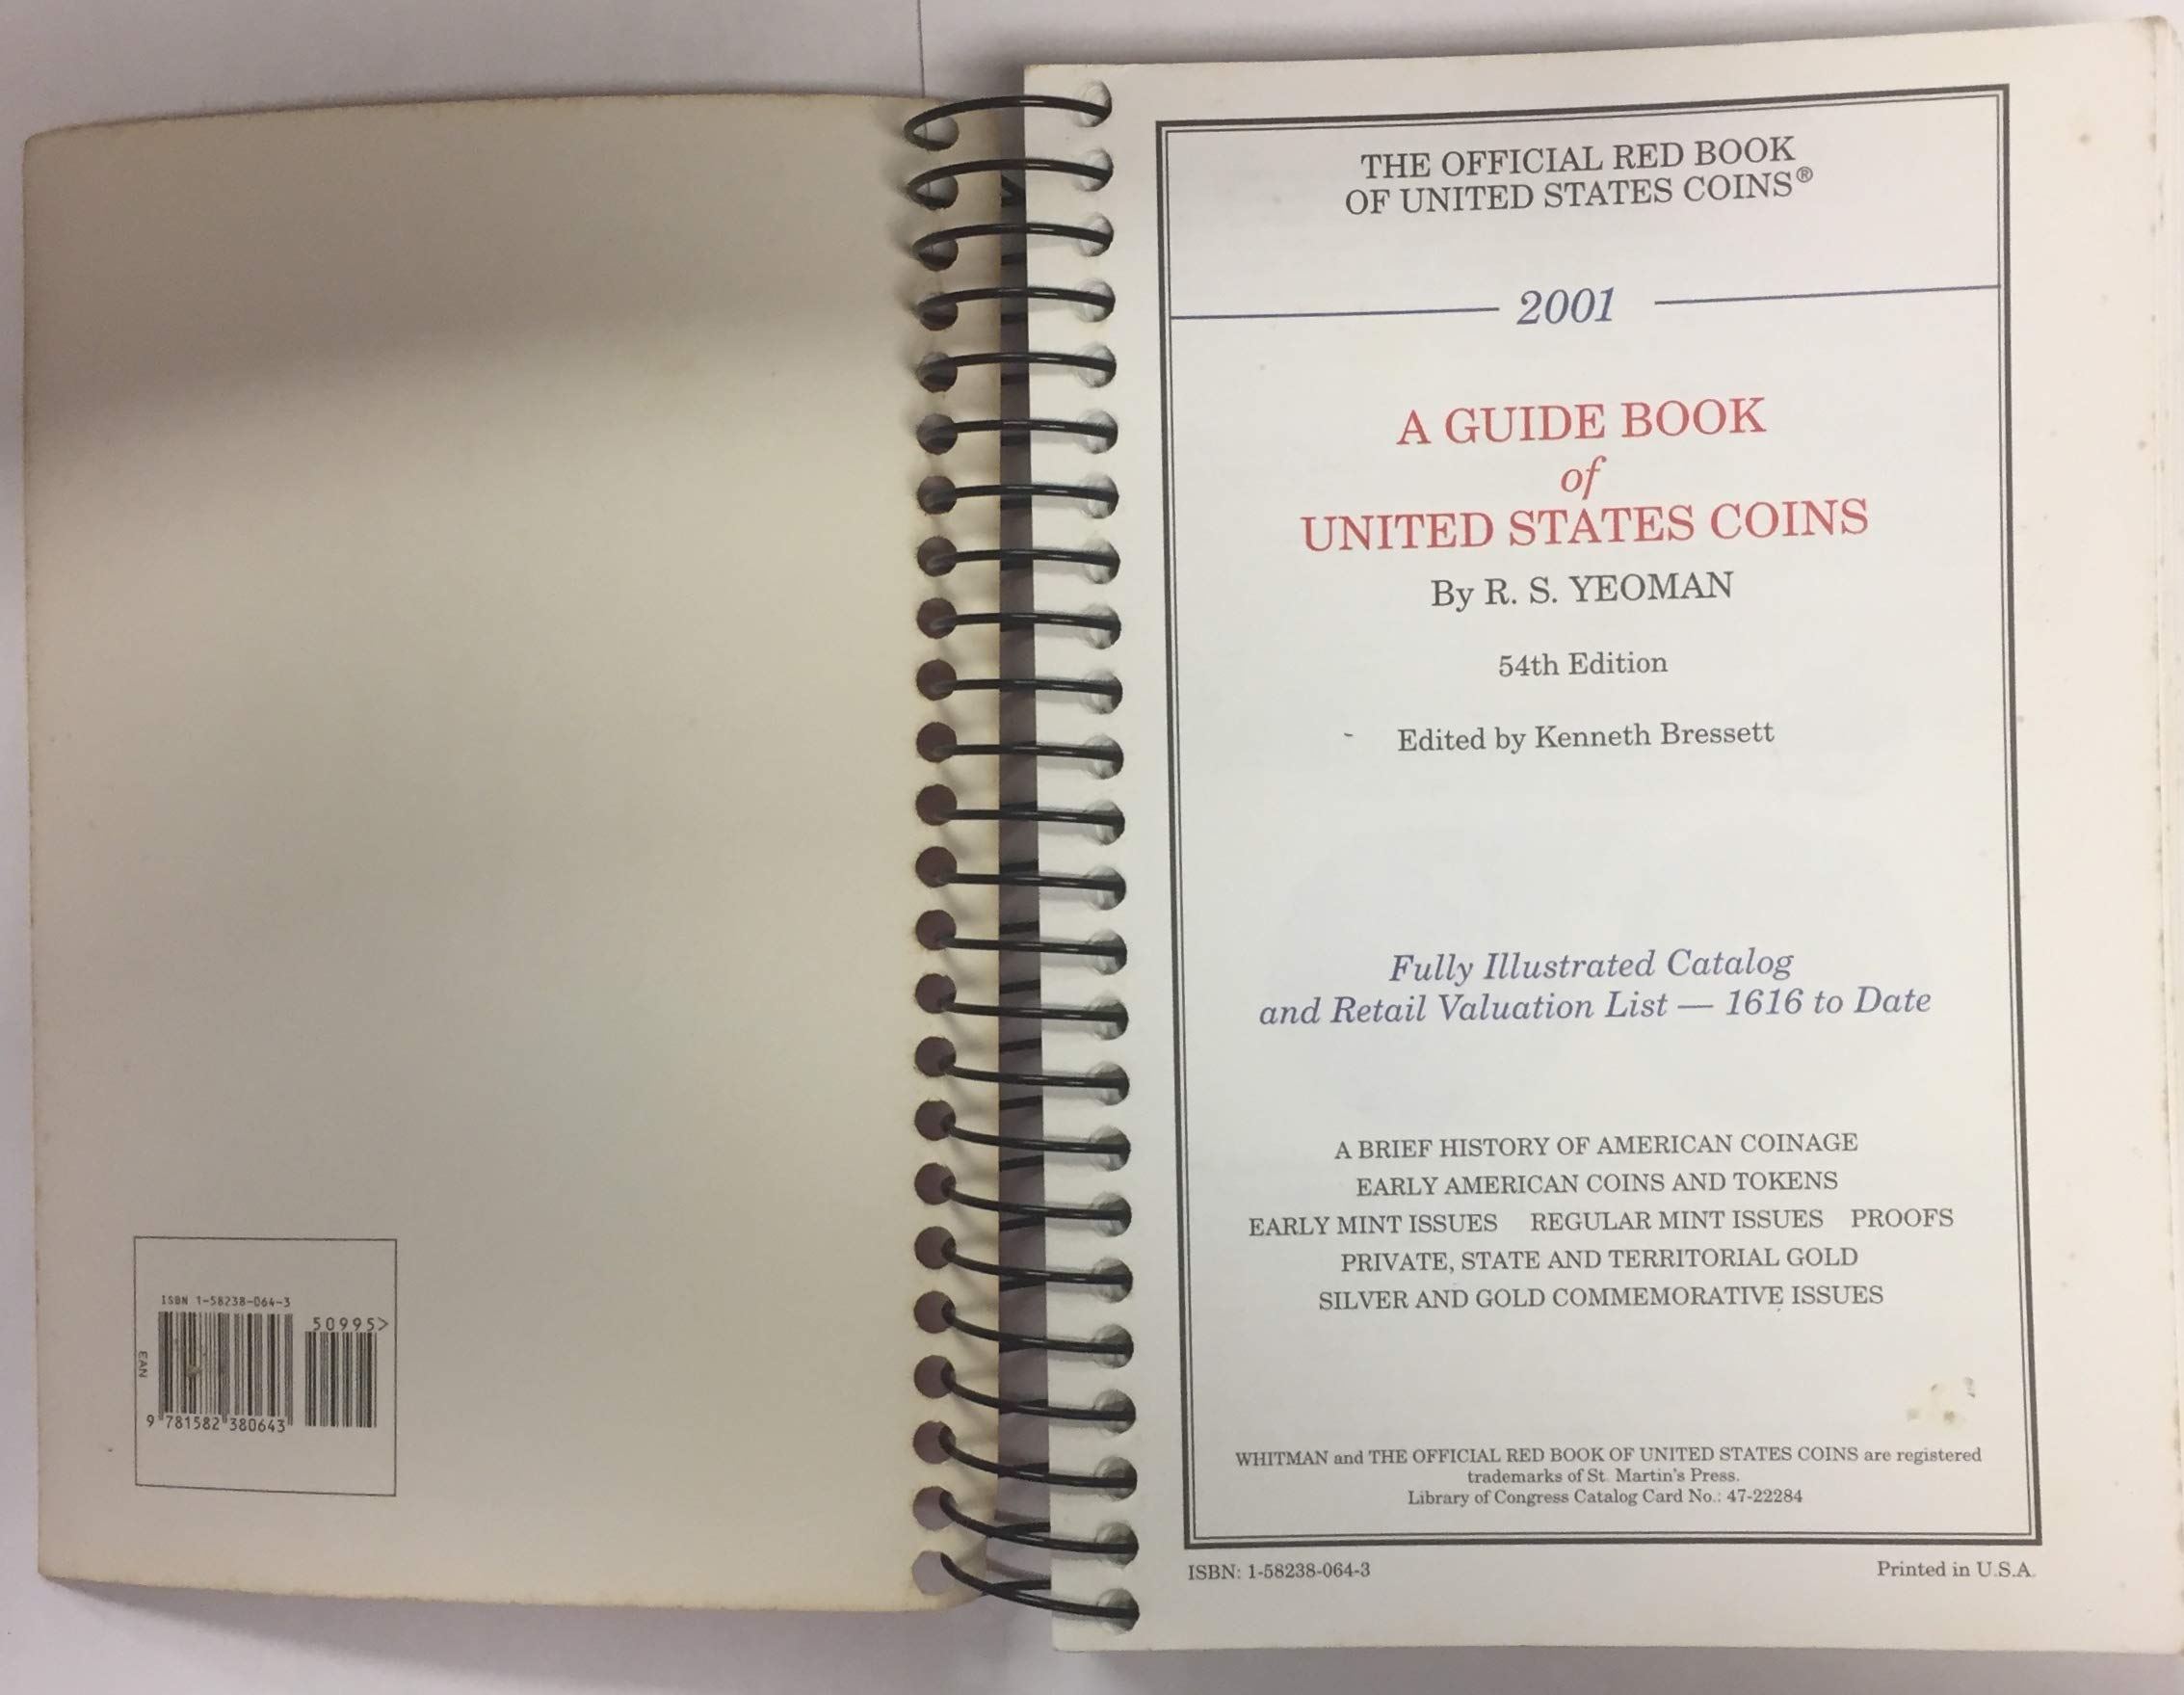 ISBN 1-58238-064-3
50995>
EAN
9 781582 380643
THE OFFICIAL RED BOOK
OF UNITED STATES COINS®
2001
A GUIDE BOOK
of
UNITED STATES COINS
By R. S. YEOMAN
54th Edition
Edited by Kenneth Bressett
Fully Illustrated Catalog
and Retail Valuation List — 1616 to Date
A BRIEF HISTORY OF AMERICAN COINAGE
EARLY AMERICAN COINS AND TOKENS
EARLY MINT ISSUES REGULAR MINT ISSUES PROOFS
PRIVATE, STATE AND TERRITORIAL GOLD
SILVER AND GOLD COMMEMORATIVE ISSUES
WHITMAN and THE OFFICIAL RED BOOK OF UNITED STATES COINS are registered
trademarks of St. Martin's Press.
Library of Congress Catalog Card No.: 47-22284
ISBN: 1-58238-064-3
Printed in U.S.A.